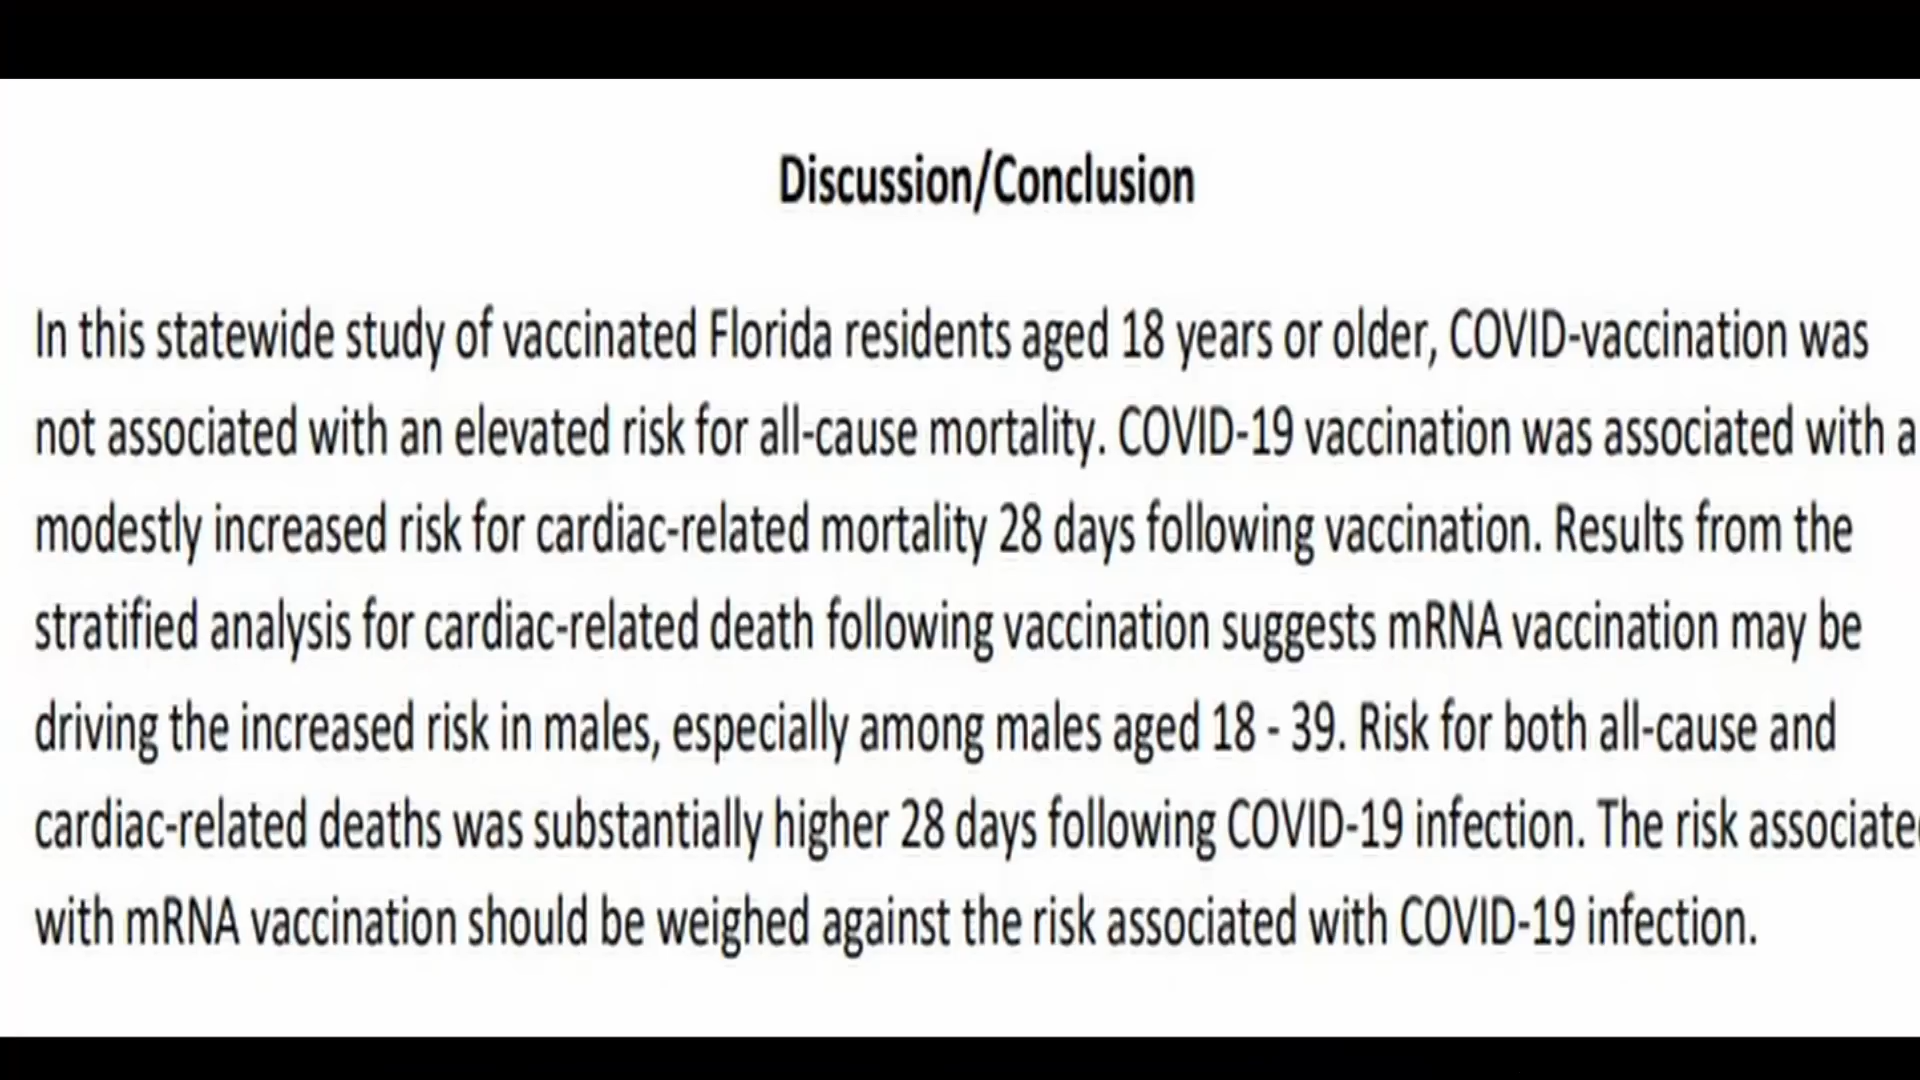 Discussion/Conclusion
In this statewide study of vaccinated Florida residents aged 18 years or older, COVID-vaccination was
not associated with an elevated risk for all-cause mortality. COVID-19 vaccination was associated with a
modestly increased risk for cardiac-related mortality 28 days following vaccination. Results from the
stratified analysis for cardiac-related death following vaccination suggests mRNA vaccination may be
driving the increased risk in males, especially among males aged 18 - 39. Risk for both all-cause and
cardiac-related deaths was substantially higher 28 days following COVID-19 infection. The risk associate
with mRNA vaccination should be weighed against the risk associated with COVID-19 infection.